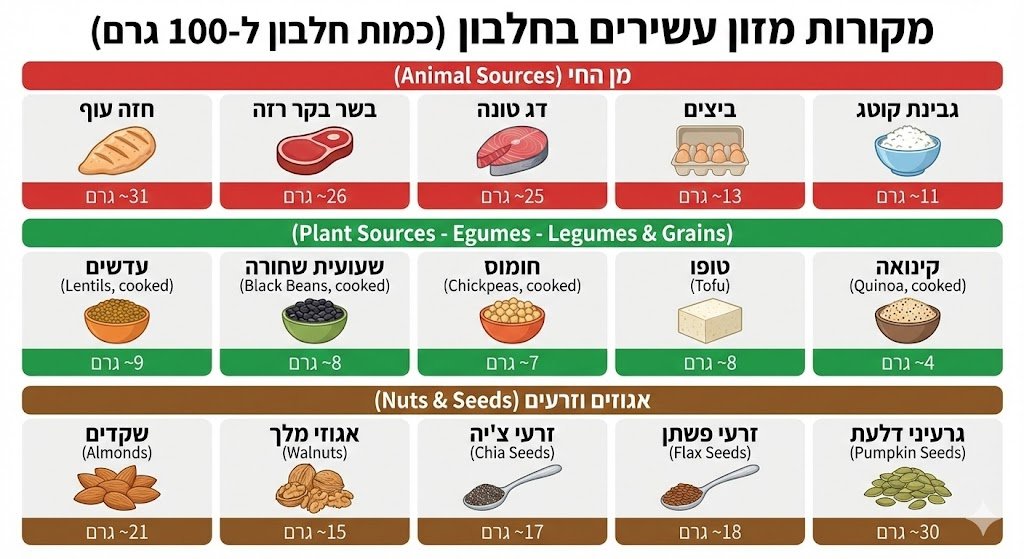 מקורות מזון עשירים בחלבון (כמות חלבון ל-100 גרם)
מן החי (Animal Sources)
גבינת קוטג
~11 גרם
ביצים
~13 גרם
דג טונה
~25 גרם
בשר בקר רזה
~26 גרם
חזה עוף
~31 גרם
(Plant Sources - Egumes - Legumes & Grains)
קינואה
(Quinoa, cooked)
~4 גרם
טופו
(Tofu)
~8 גרם
חומוס
(Chickpeas, cooked)
~7 גרם
שעועית שחורה
(Black Beans, cooked)
~8 גרם
עדשים
(Lentils, cooked)
~9 גרם
אגוזים וזרעים (Nuts & Seeds)
גרעיני דלעת
(Pumpkin Seeds)
~30 גרם
זרעי פשתן
(Flax Seeds)
~18 גרם
זרעי צ'יה
(Chia Seeds)
~17 גרם
אגוזי מלך
(Walnuts)
~15 גרם
שקדים
(Almonds)
~21 גרם